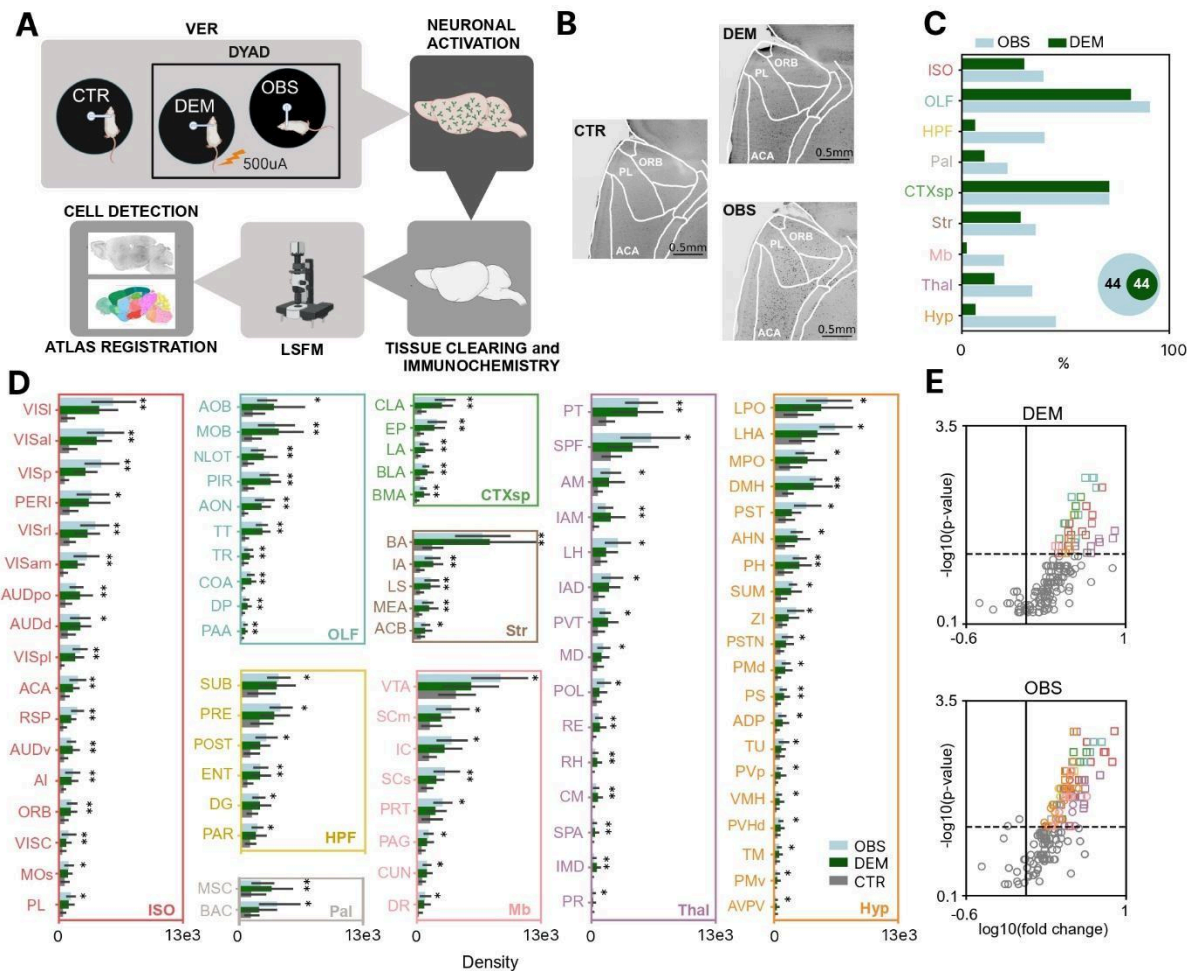 A
VER
DYAD
CTR
DEM
OBS
500uA
NEURONAL
ACTIVATION
CELL DETECTION
ATLAS REGISTRATION
LSFM
TISSUE CLEARING and
IMMUNOCHEMISTRY
B
CTR
PL
ORB
ACA
0.5mm
DEM
PL
ORB
ACA
0.5mm
OBS
PL
ORB
ACA
0.5mm
C
OBS
DEM
ISO
OLF
HPF
Pal
CTXsp
Str
Mb
Thal
Hyp
44
44
0
100
%
D
VISl
VISal
VISp
PERI
VISrl
VISam
AUDpo
AUDd
VISpl
ACA
RSP
AUDv
AI
ORB
VISC
MOs
PL
ISO
0
13e3
AOB
MOB
NLOT
PIR
AON
TT
TR
COA
DP
PAA
OLF
SUB
PRE
POST
ENT
DG
PAR
HPF
MSC
BAC
Pal
0
13e3
CLA
EP
LA
BLA
BMA
CTXsp
BA
IA
LS
MEA
ACB
Str
VTA
SCm
IC
SCs
PRT
PAG
CUN
DR
Mb
0
13e3
PT
SPF
AM
IAM
LH
IAD
PVT
MD
POL
RE
RH
CM
SPA
IMD
PR
Thal
0
13e3
LPO
LHA
MPO
DMH
PST
AHN
PH
SUM
ZI
PSTN
PMd
PS
ADP
TU
PVp
VMH
PVHd
TM
PMv
AVPV
OBS
DEM
CTR
Hyp
0
13e3
Density
E
DEM
3.5
-log10(p-value)
0.1
-0.6
1
OBS
3.5
-log10(p-value)
0.1
-0.6
1
log10(fold change)